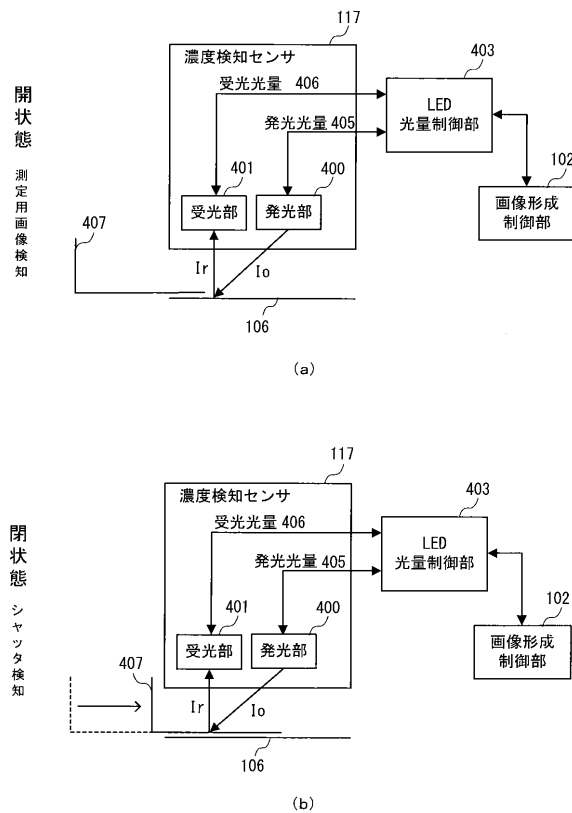 117
濃度検知センサ
403
受光光量 406
LED
光量制御部
発光光量 405
401
400
102
受光部
発光部
画像形成
制御部
開状態 測定用画像検知
407
Ir
Io
106
(a)
117
濃度検知センサ
403
受光光量 406
LED
光量制御部
発光光量 405
401
400
102
受光部
発光部
画像形成
制御部
閉状態 シャッタ検知
407
Ir
Io
106
(b)